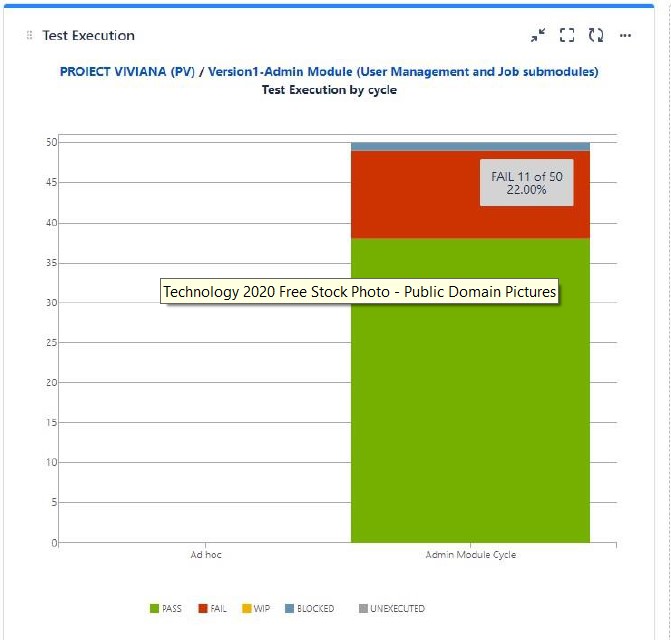 Test Execution
PROIECT VIVIANA (PV) / Version1-Admin Module (User Management and Job submodules)
Test Execution by cycle
50
45
FAIL 11 of 50
22.00%
40
35
Technology 2020 Free Stock Photo - Public Domain Pictures
30
25
20
15
10
5
0
Ad hoc Admin Module Cycle
PASS FAIL WIP BLOCKED UNEXECUTED